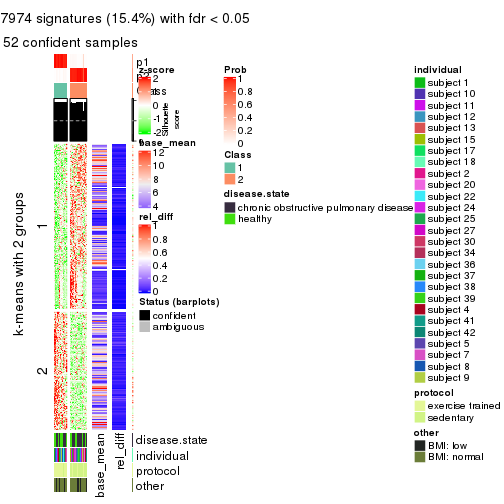 7974 signatures (15.4%) with fdr < 0.05
52 confident samples
p1
p2
Class
z-score
2
1
0
-1
-2
Silhouette score
base_mean
12
10
8
6
4
rel_diff
1
0.8
0.6
0.4
0.2
0
Status (barplots)
confident
ambiguous
Prob
1
0.8
0.6
0.4
0.2
0
Class
1
2
disease.state
chronic obstructive pulmonary disease
healthy
individual
subject 1
subject 10
subject 11
subject 12
subject 13
subject 15
subject 17
subject 18
subject 2
subject 20
subject 22
subject 24
subject 25
subject 27
subject 30
subject 34
subject 36
subject 37
subject 38
subject 39
subject 4
subject 41
subject 42
subject 5
subject 7
subject 8
subject 9
protocol
exercise trained
sedentary
other
BMI: low
BMI: normal
k-means with 2 groups
1
2
disease.state
individual
protocol
other
base_mean
rel_diff